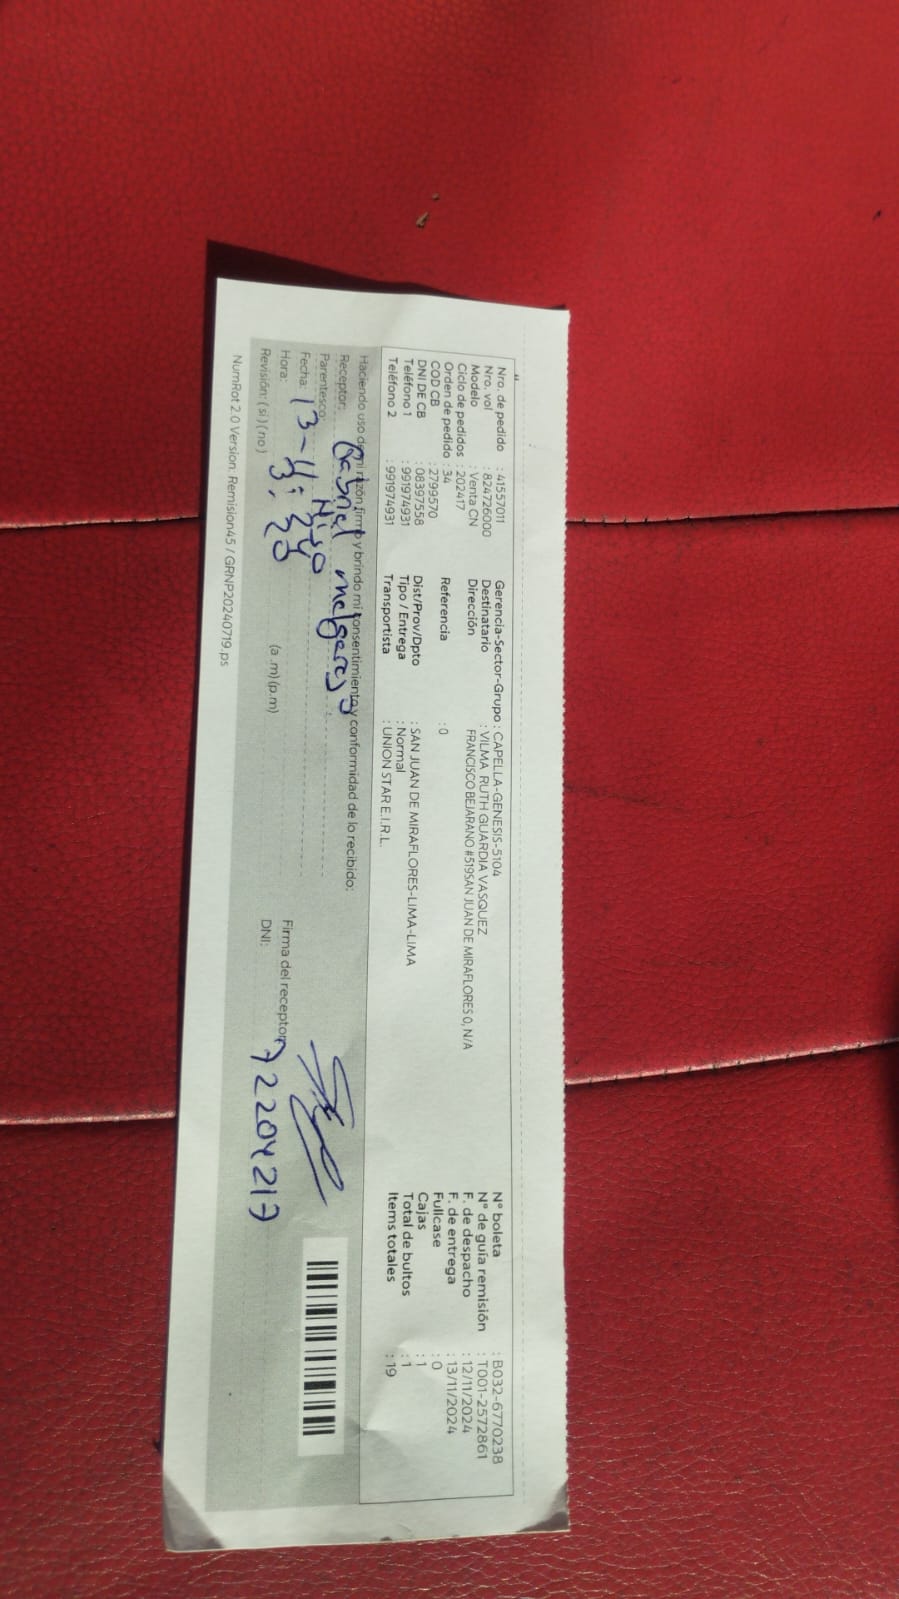 Nro. de pedido : 41557011
Nro. vol : 824726000
Modelo : Venta CN
Ciclo de pedidos : 202417
Orden de pedido : 34
COD CB : 2799570
DNI DE CB : 08397558
Teléfono 1 : 991974931
Teléfono 2 : 991974931
Gerencia-Sector-Grupo : CAPELLA-GENESIS-5104
Destinatario : VILMA RUTH GUARDIA VASQUEZ
Dirección FRANCISCO BEJARANO #519SAN JUAN DE MIRAFLORES 0, N/A
Referencia : 0
Dist/Prov/Dpto : SAN JUAN DE MIRAFLORES-LIMA-LIMA
Tipo / Entrega : Normal
Transportista : UNION STAR E.I.R.L.
N° boleta : B032-6770238
N° de guía remisión : T001-2572861
F. de despacho : 12/11/2024
F. de entrega : 13/11/2024
Fullcase : 0
Cajas : 1
Total de bultos : 1
Items totales : 19
Haciendo uso de mi razón firmo y brindo mi consentimiento y conformidad de lo recibido:
Receptor: Gabriel melgarejo
Parentesco: Hijo
Fecha: 13-11-24
Hora: 3:20 (a .m) (p.m)
Revisión: ( si ) ( no )
Firma del receptor
DNI: 72204217
NumRot 2.0 Version: Remision45 / GRNP20240719.ps